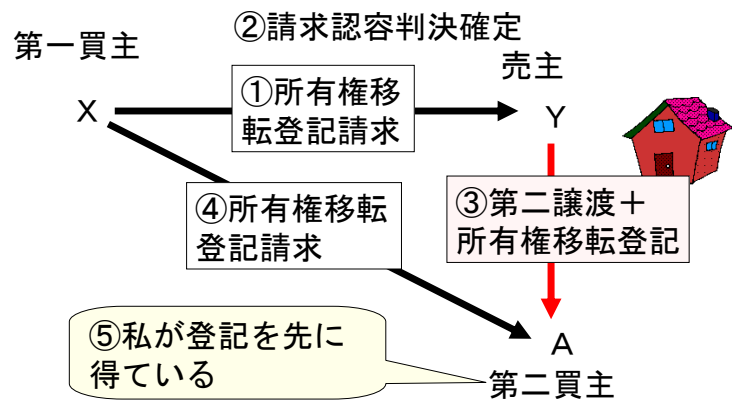 ②請求認容判決確定
第一買主
売主
①所有権移
転登記請求
X
Y
④所有権移転
登記請求
③第二譲渡＋
所有権移転登記
⑤私が登記を先に
得ている
A
第二買主